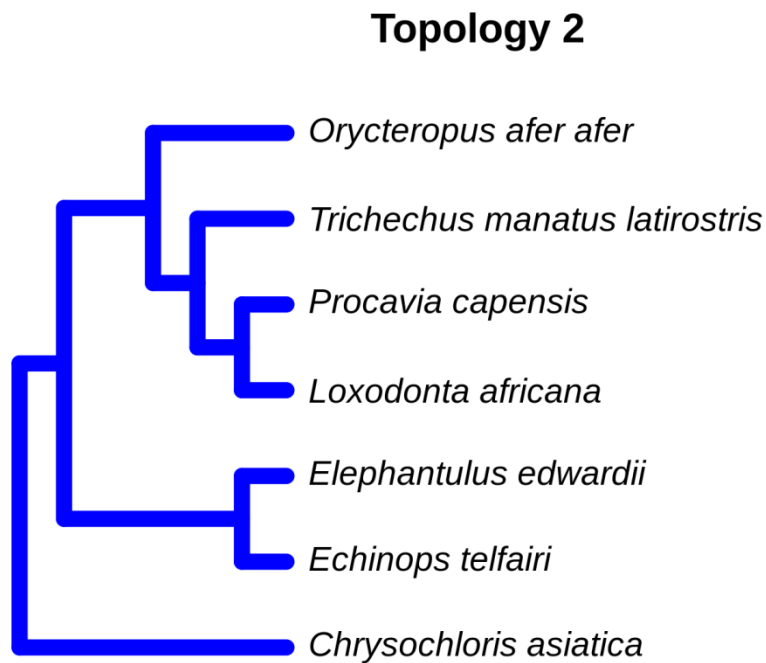 Topology 2
Orycteropus afer afer
Trichechus manatus latirostris
Procavia capensis
Loxodonta africana
Elephantulus edwardii
Echinops telfairi
Chrysochloris asiatica